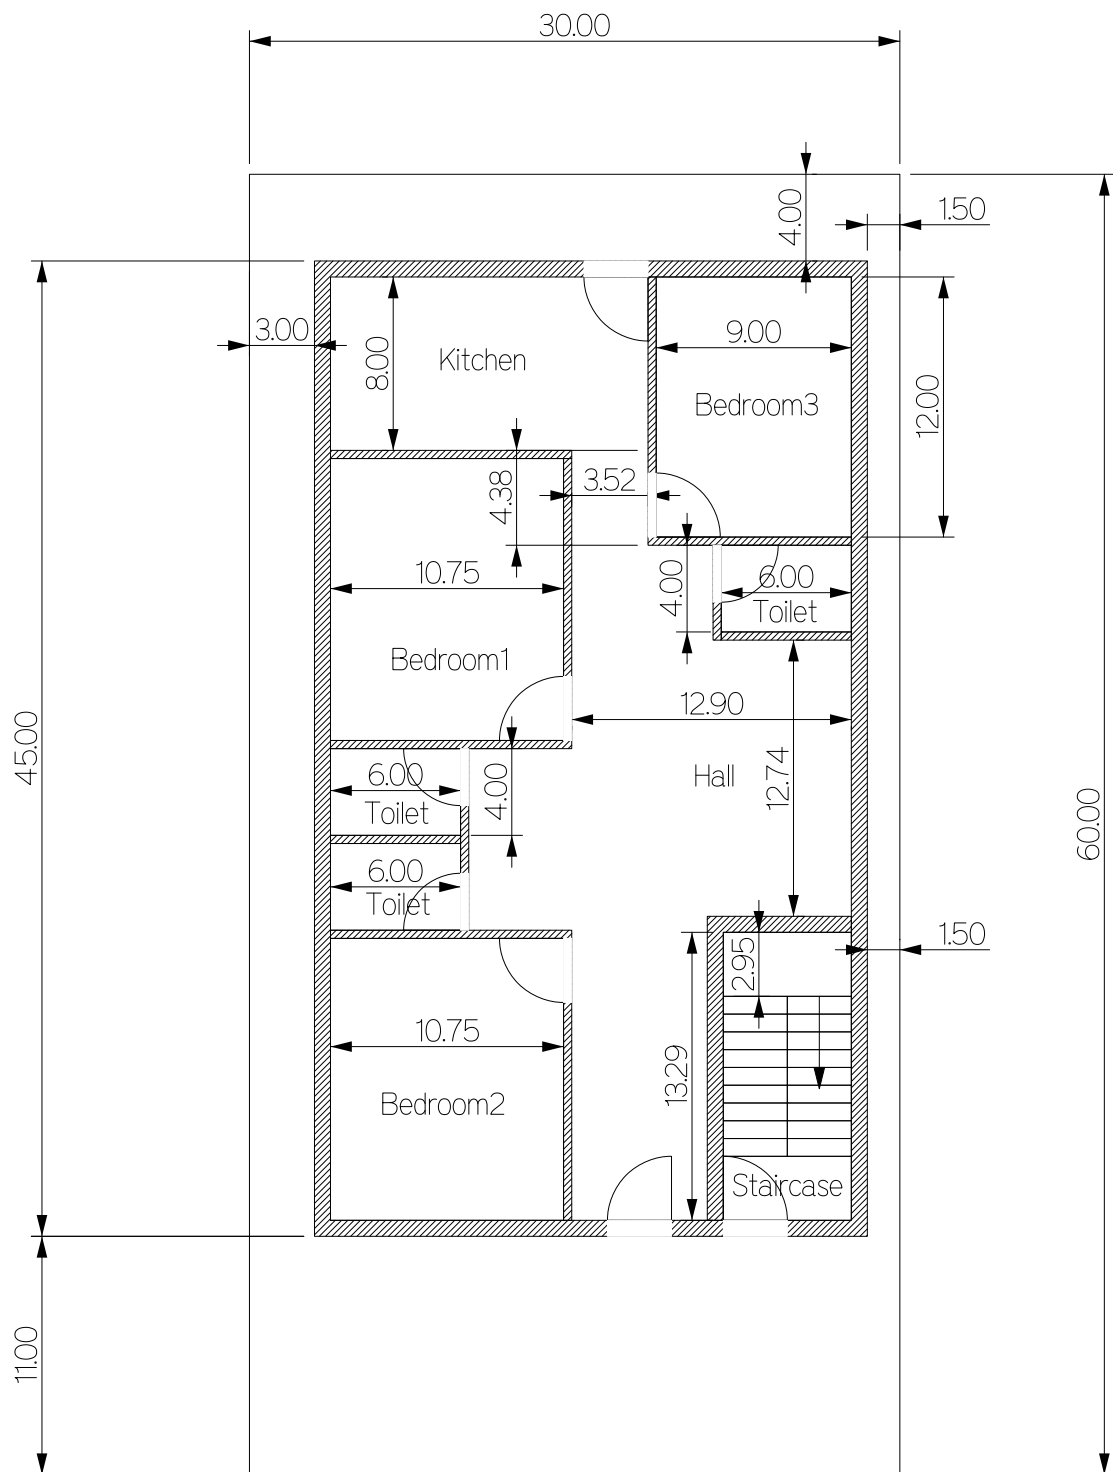 30.00
4.00
1.50
3.00
8.00
Kitchen
9.00
Bedroom3
12.00
4.38
3.52
10.75
4.00
6.00
Toilet
Bedroom1
12.90
45.00
6.00
Toilet
4.00
Hall
12.74
60.00
6.00
Toilet
2.95
1.50
10.75
13.29
Bedroom2
Staircase
11.00